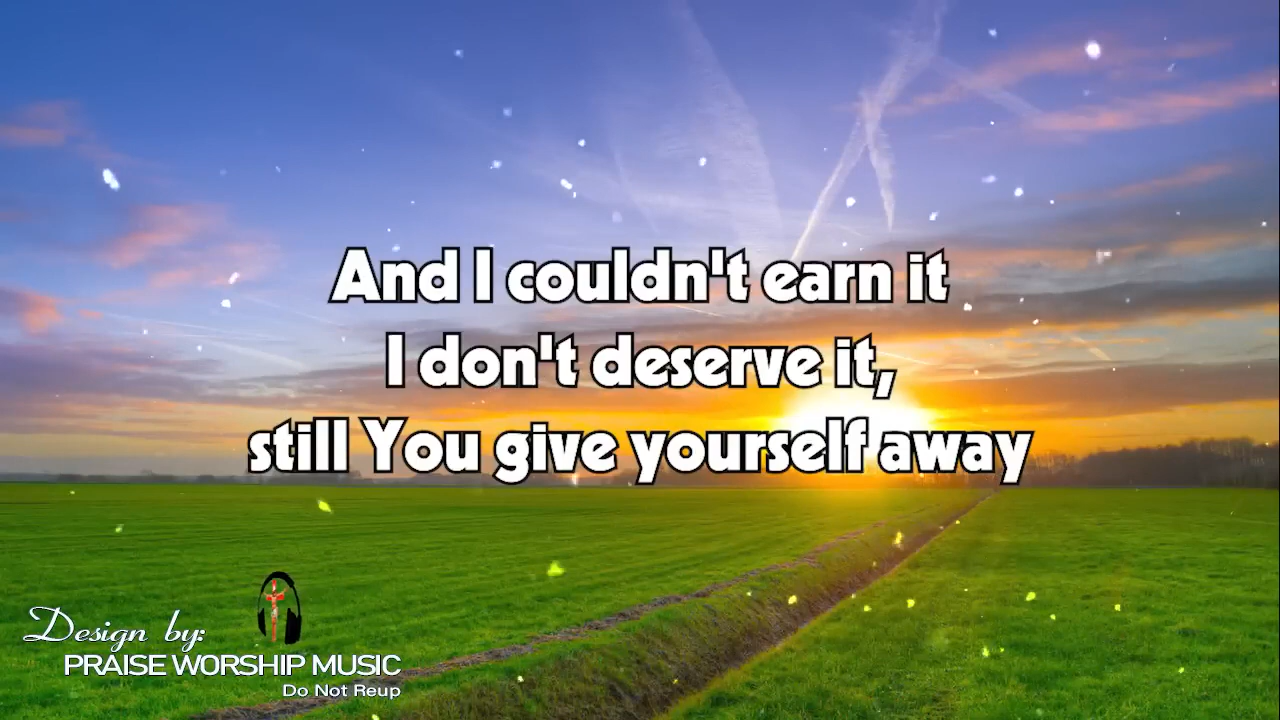 And I couldn't earn it
I don't deserve it,
still You give yourself away
Design by:
PRAISE WORSHIP MUSIC
Do Not Reup